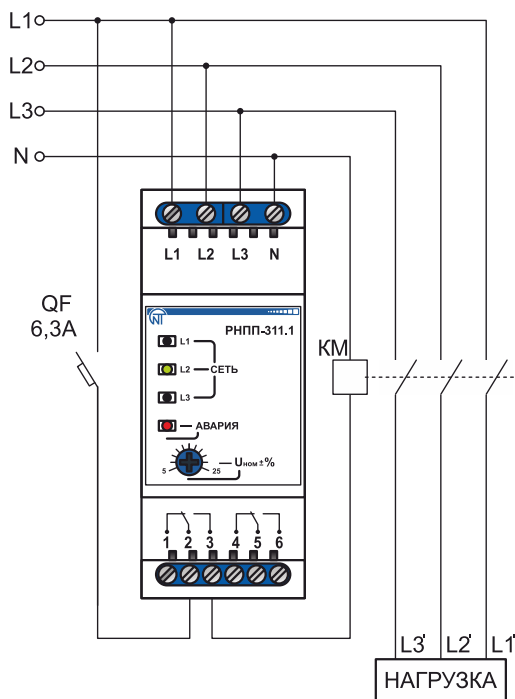 L1
L2
L3
N
L1 L2 L3 N
QF
6,3A
NT
РНПП-311.1
L1
L2 — СЕТЬ
L3
— АВАРИЯ
5 25 — Uном ±%
КМ
1 2 3 4 5 6
L3' L2' L1'
НАГРУЗКА